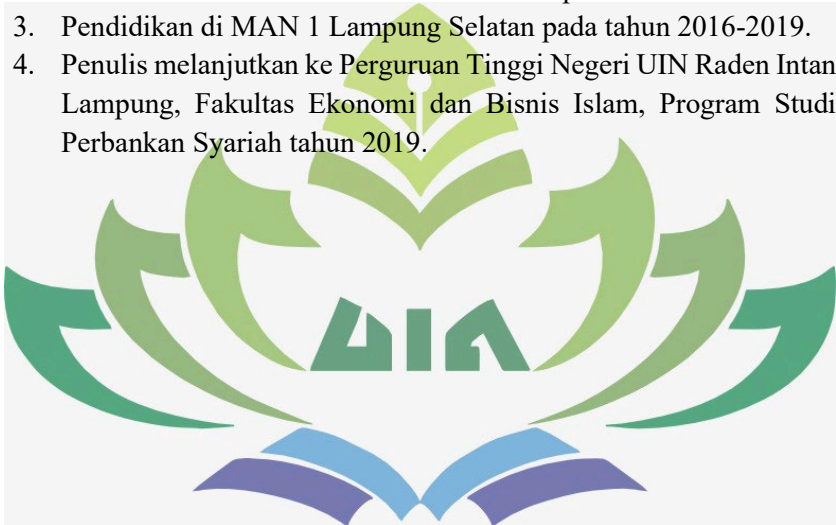 3. Pendidikan di MAN 1 Lampung Selatan pada tahun 2016-2019.
4. Penulis melanjutkan ke Perguruan Tinggi Negeri UIN Raden Intan
Lampung, Fakultas Ekonomi dan Bisnis Islam, Program Studi
Perbankan Syariah tahun 2019.
UIN